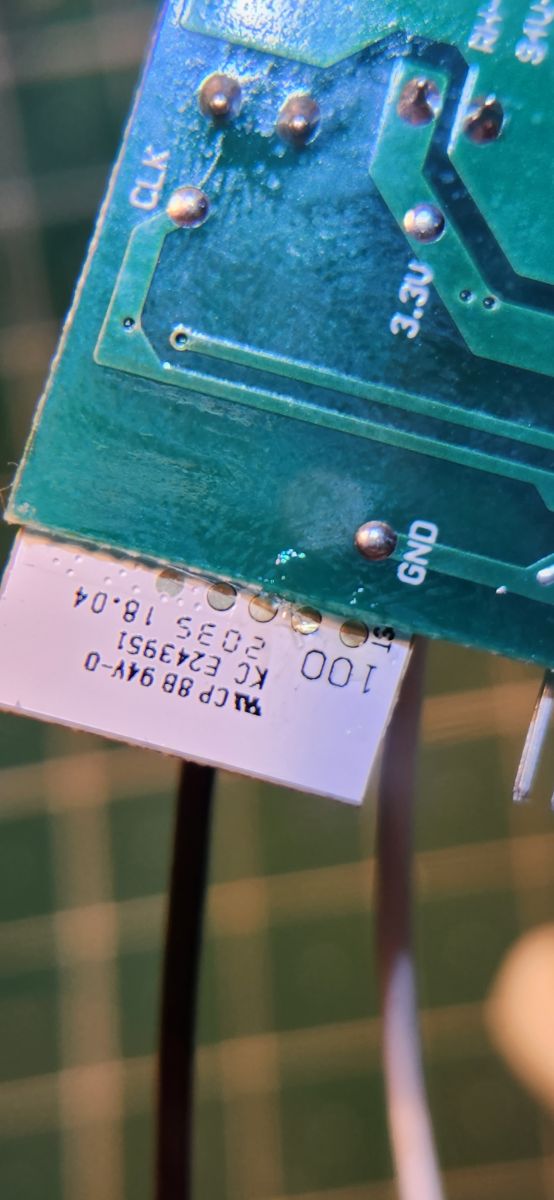 CLK
3.3V
GND
100
2035 18.04
KC E243951
CP 8B 94V-0